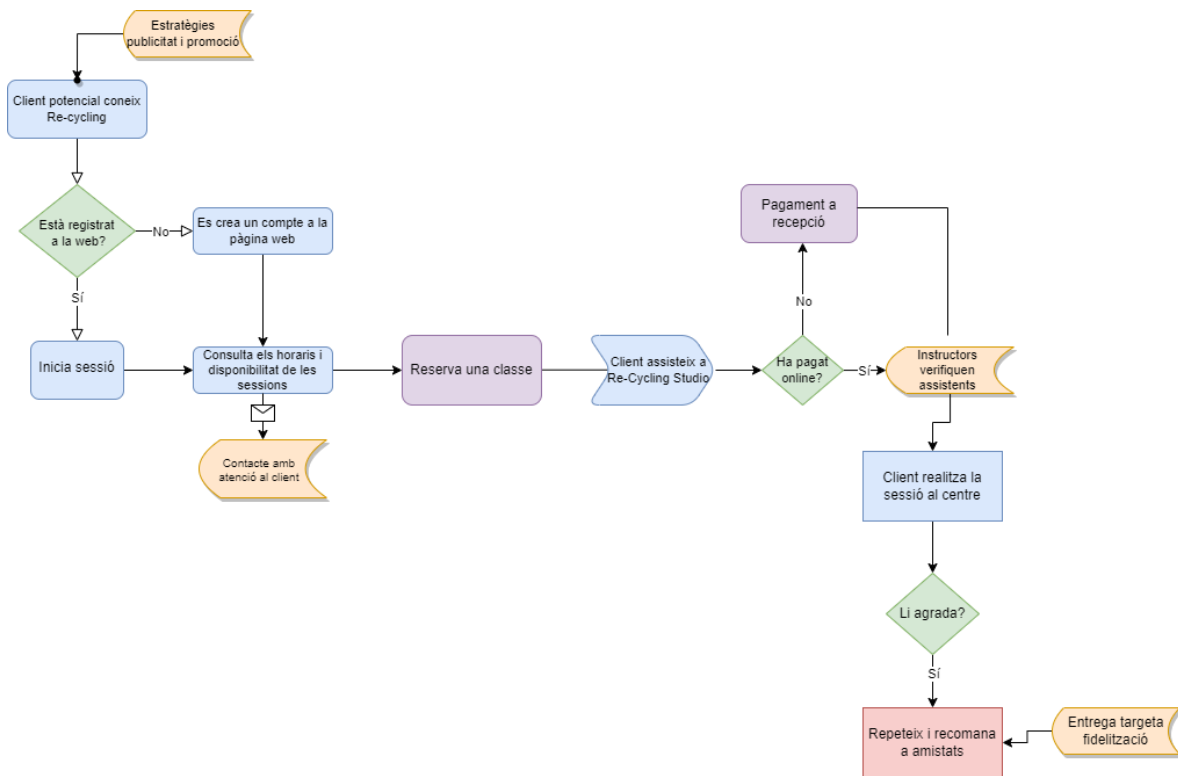 Estratègies
publicitat i promoció
Client potencial coneix
Re-cycling
Està registrat
a la web?
No
Es crea un compte a la
pàgina web
Sí
Inicia sessió
Consulta els horaris i
disponibilitat de les
sessions
Contacte amb
atenció al client
Reserva una classe
Client assisteix a
Re-Cycling Studio
Ha pagat
online?
No
Pagament a
recepció
Sí
Instructors
verifiquen
assistents
Client realitza la
sessió al centre
Li agrada?
Sí
Repeteix i recomana
a amistats
Entrega targeta
fidelització